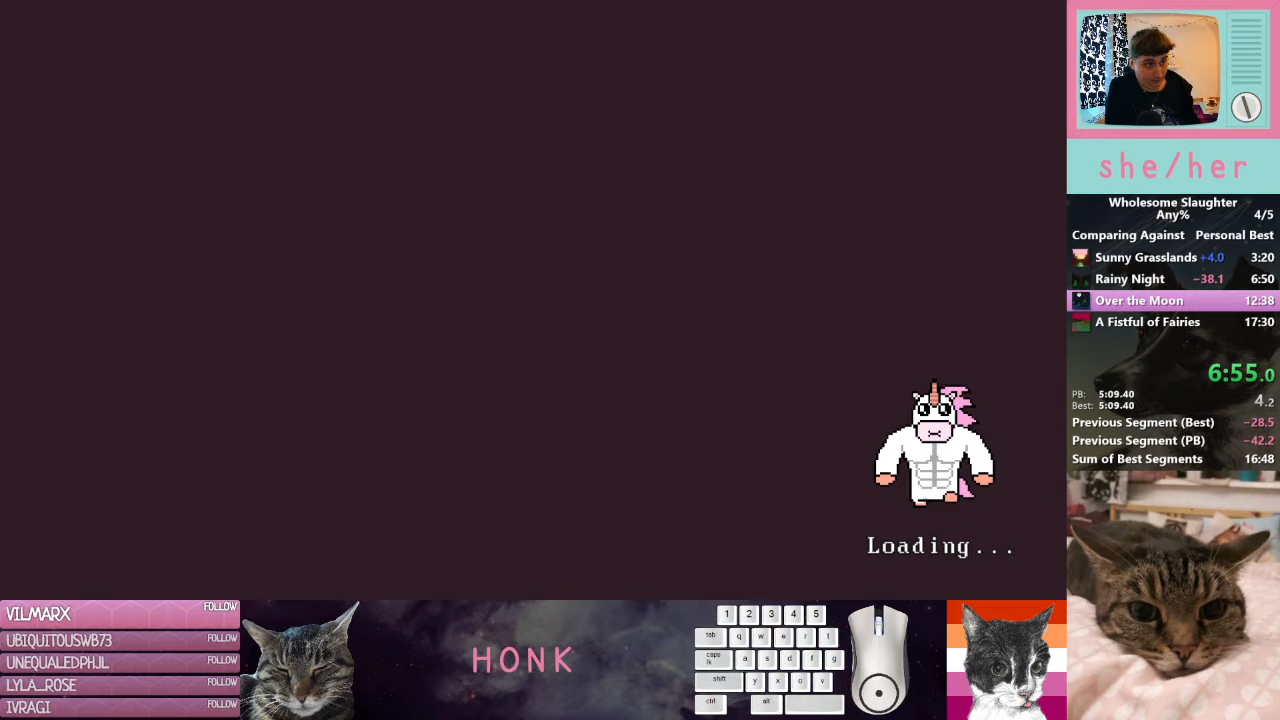 she/her
Wholesome Slaughter
Any% 4/5
Comparing Against Personal Best
Sunny Grasslands +4.0 3:20
Rainy Night −38.1 6:50
Over the Moon 12:38
A Fistful of Fairies 17:30
6:55.0
PB: 5:09.40
Best: 5:09.40
4.2
Previous Segment (Best) −28.5
Previous Segment (PB) −42.2
Sum of Best Segments 16:48
Loading...
VILMARX FOLLOW
UBIQUITOUSWB73 FOLLOW
UNEQUALEDPHJL FOLLOW
LYLA_ROSE FOLLOW
IVRAGI FOLLOW
HONK
1 2 3 4 5
tab q w e r t
caps lk a s d f g
shift y x c v
ctrl alt